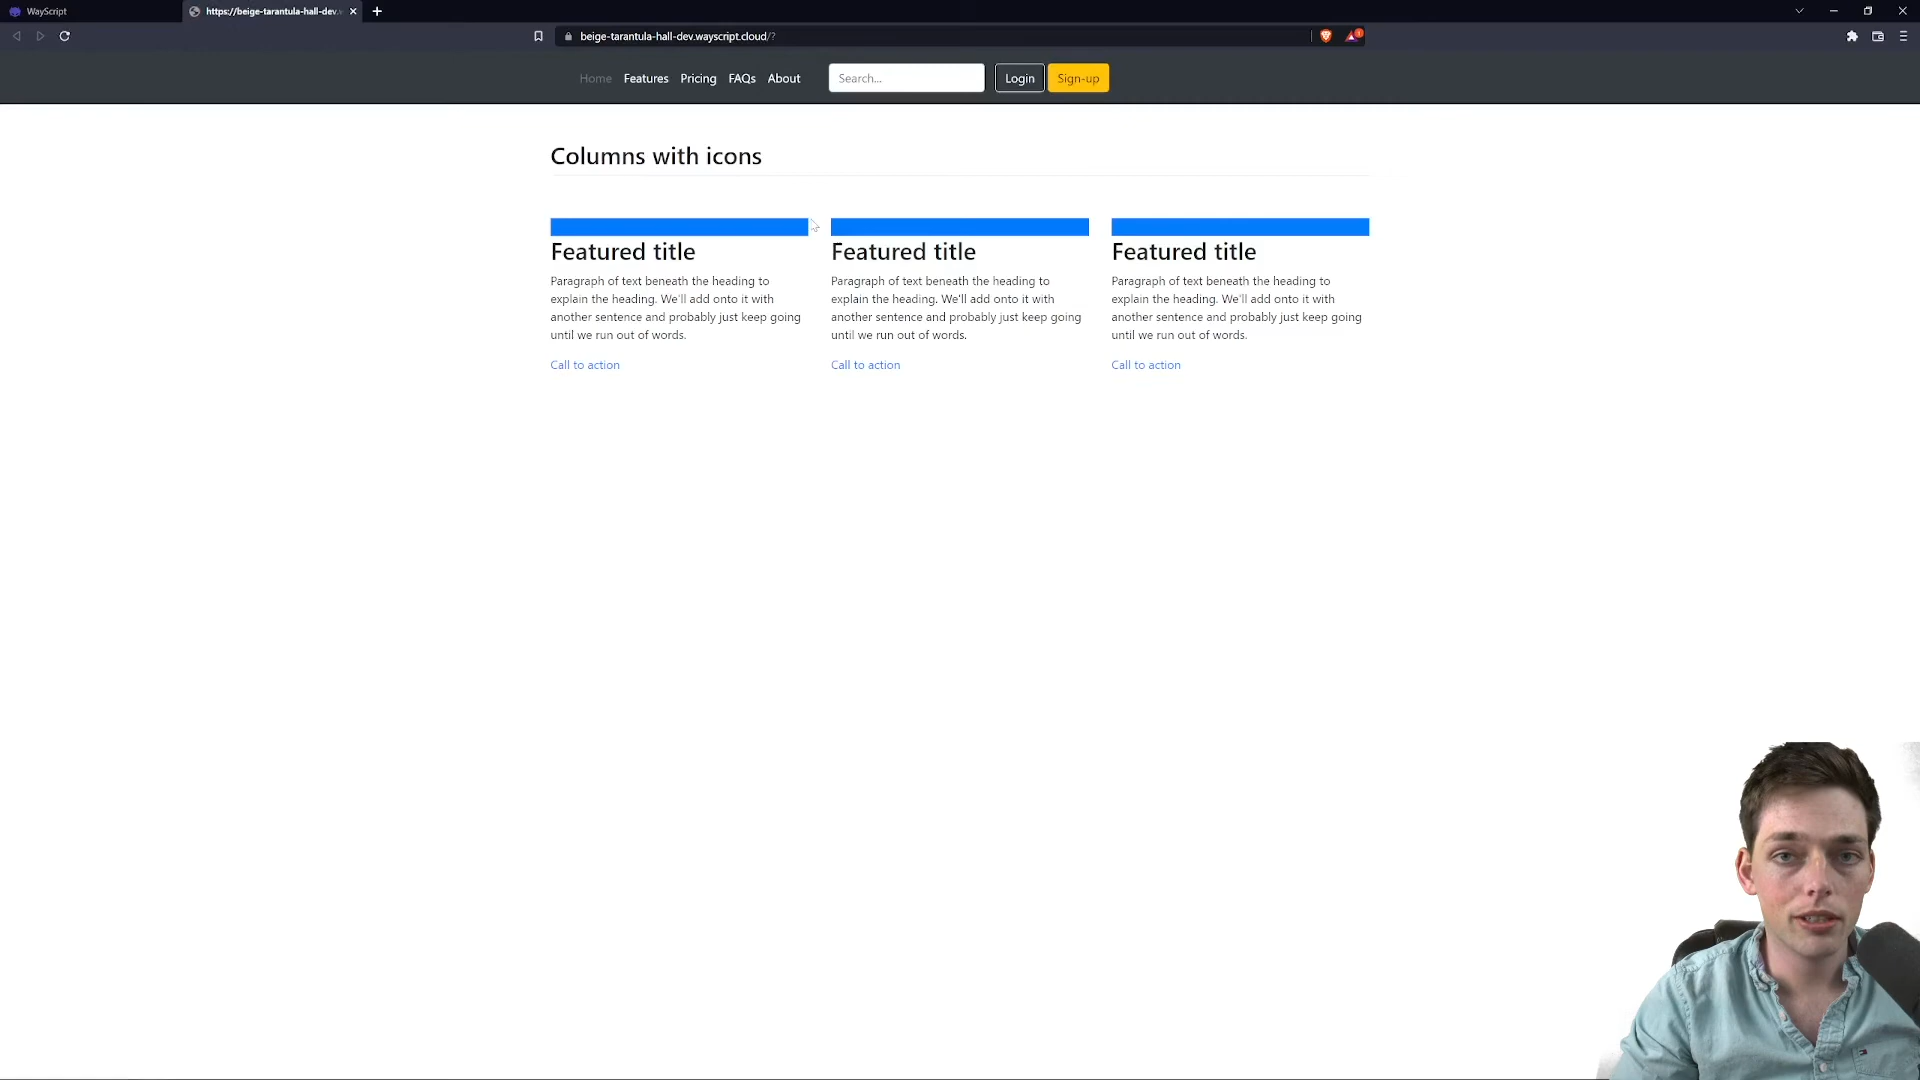 WayScript
https://beige-tarantula-hall-dev.
beige-tarantula-hall-dev.wayscript.cloud/?
1
Home Features Pricing FAQs About Search... Login Sign-up
Columns with icons
Featured title
Paragraph of text beneath the heading to
explain the heading. We'll add onto it with
another sentence and probably just keep going
until we run out of words.
Call to action
Featured title
Paragraph of text beneath the heading to
explain the heading. We'll add onto it with
another sentence and probably just keep going
until we run out of words.
Call to action
Featured title
Paragraph of text beneath the heading to
explain the heading. We'll add onto it with
another sentence and probably just keep going
until we run out of words.
Call to action